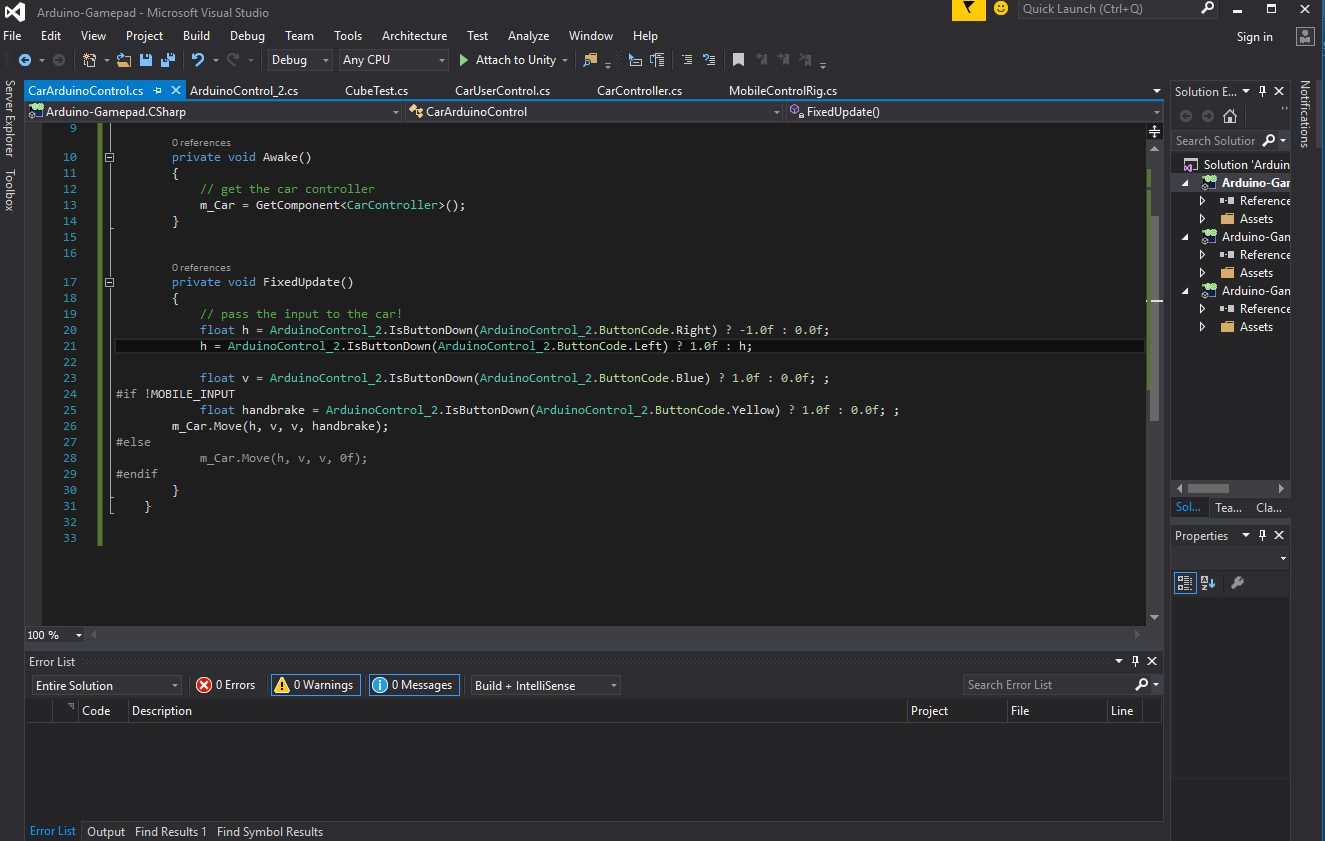 Arduino-Gamepad - Microsoft Visual Studio
Quick Launch (Ctrl+Q)
File Edit View Project Build Debug Team Tools Architecture Test Analyze Window Help
Sign in
Debug Any CPU Attach to Unity
Server Explorer
Toolbox
CarArduinoControl.cs ArduinoControl_2.cs CubeTest.cs CarUserControl.cs CarController.cs MobileControlRig.cs
Arduino-Gamepad.CSharp CarArduinoControl FixedUpdate()
9
0 references
10 private void Awake()
11 {
12 // get the car controller
13 m_Car = GetComponent<CarController>();
14 }
15
16
0 references
17 private void FixedUpdate()
18 {
19 // pass the input to the car!
20 float h = ArduinoControl_2.IsButtonDown(ArduinoControl_2.ButtonCode.Right) ? -1.0f : 0.0f;
21 h = ArduinoControl_2.IsButtonDown(ArduinoControl_2.ButtonCode.Left) ? 1.0f : h;
22
23 float v = ArduinoControl_2.IsButtonDown(ArduinoControl_2.ButtonCode.Blue) ? 1.0f : 0.0f; ;
24 #if !MOBILE_INPUT
25 float handbrake = ArduinoControl_2.IsButtonDown(ArduinoControl_2.ButtonCode.Yellow) ? 1.0f : 0.0f; ;
26 m_Car.Move(h, v, v, handbrake);
27 #else
28 m_Car.Move(h, v, v, 0f);
29 #endif
30 }
31 }
32
33
100 %
Solution E...
Search Solution
Solution 'Arduin
Arduino-Gar
Reference
Assets
Arduino-Gar
Reference
Assets
Arduino-Gar
Reference
Assets
Sol... Tea... Cla...
Properties
Notifications
Error List
Entire Solution 0 Errors 0 Warnings 0 Messages Build + IntelliSense Search Error List
Code Description Project File Line
Error List Output Find Results 1 Find Symbol Results